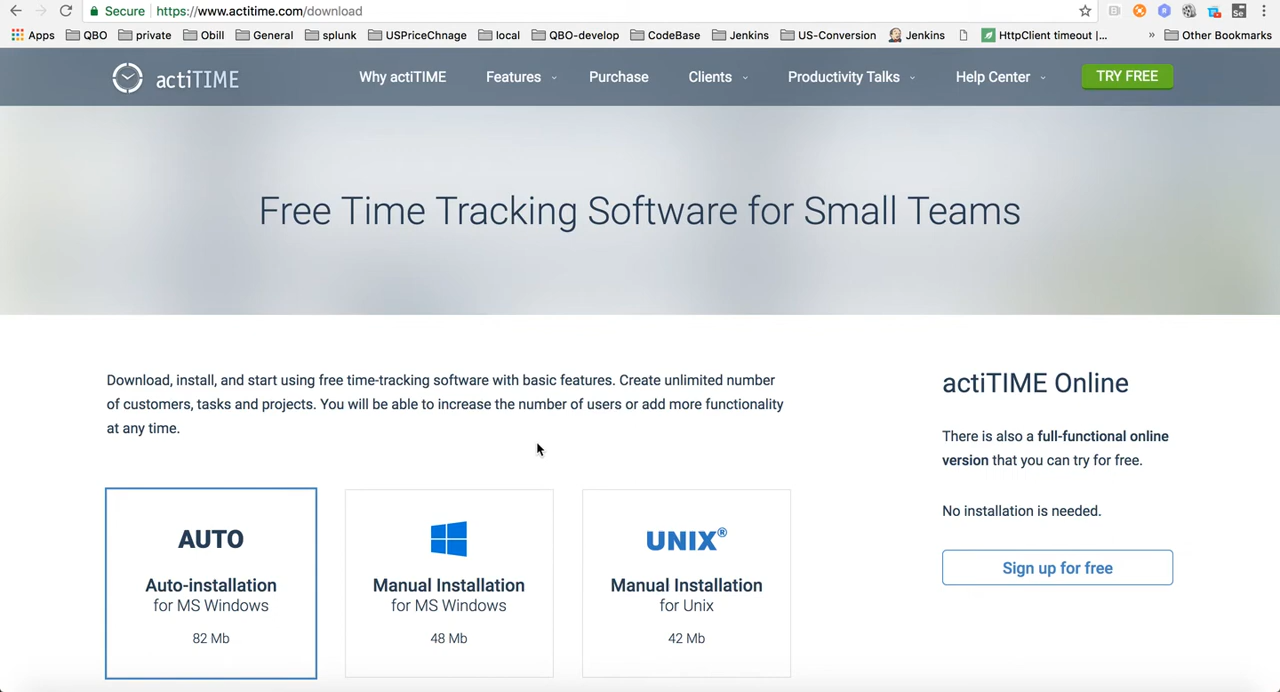 Secure https://www.actitime.com/download
Apps QBO private Obill General splunk USPriceChnage local QBO-develop CodeBase Jenkins US-Conversion Jenkins HttpClient timeout |... » Other Bookmarks
actiTIME Why actiTIME Features Purchase Clients Productivity Talks Help Center TRY FREE
Free Time Tracking Software for Small Teams
Download, install, and start using free time-tracking software with basic features. Create unlimited number
of customers, tasks and projects. You will be able to increase the number of users or add more functionality
at any time.
AUTO
Auto-installation
for MS Windows
82 Mb
Manual Installation
for MS Windows
48 Mb
UNIX®
Manual Installation
for Unix
42 Mb
actiTIME Online
There is also a full-functional online
version that you can try for free.
No installation is needed.
Sign up for free